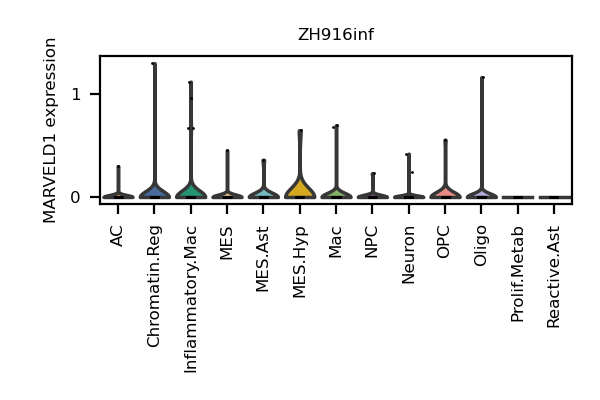 ZH916inf
MARVELD1 expression
1
0
AC
Chromatin.Reg
Inflammatory.Mac
MES
MES.Ast
MES.Hyp
Mac
NPC
Neuron
OPC
Oligo
Prolif.Metab
Reactive.Ast